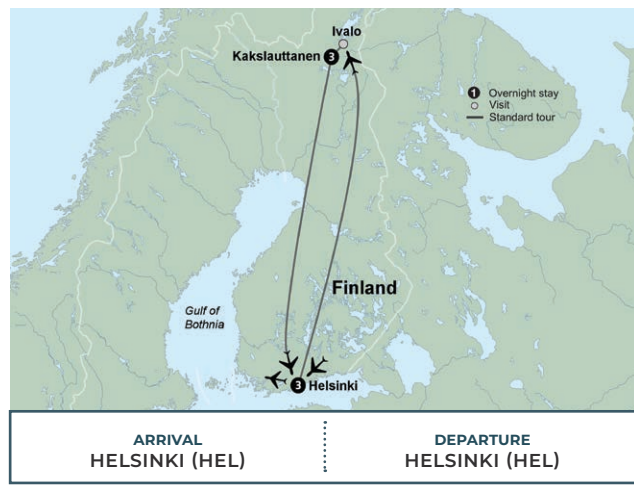 Ivalo
Kakslauttanen 3
1 Overnight stay
Visit
Standard tour
Finland
Gulf of
Bothnia
3 Helsinki
ARRIVAL
HELSINKI (HEL)
DEPARTURE
HELSINKI (HEL)